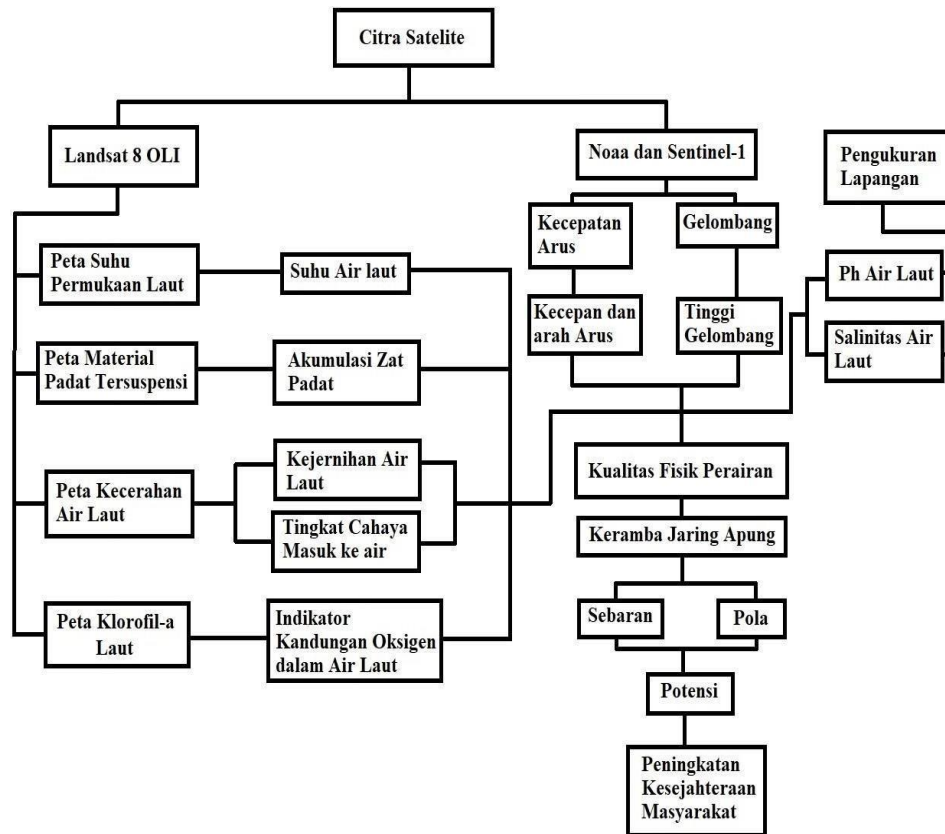 Citra Satelite
Landsat 8 OLI
Noaa dan Sentinel-1
Pengukuran
Lapangan
Kecepatan
Arus
Gelombang
Peta Suhu
Permukaan Laut
Suhu Air laut
Ph Air Laut
Kecepan dan
arah Arus
Tinggi
Gelombang
Salinitas Air
Laut
Peta Material
Padat Tersuspensi
Akumulasi Zat
Padat
Kejernihan Air
Laut
Kualitas Fisik Perairan
Peta Kecerahan
Air Laut
Tingkat Cahaya
Masuk ke air
Keramba Jaring Apung
Sebaran
Pola
Peta Klorofil-a
Laut
Indikator
Kandungan Oksigen
dalam Air Laut
Potensi
Peningkatan
Kesejahteraan
Masyarakat